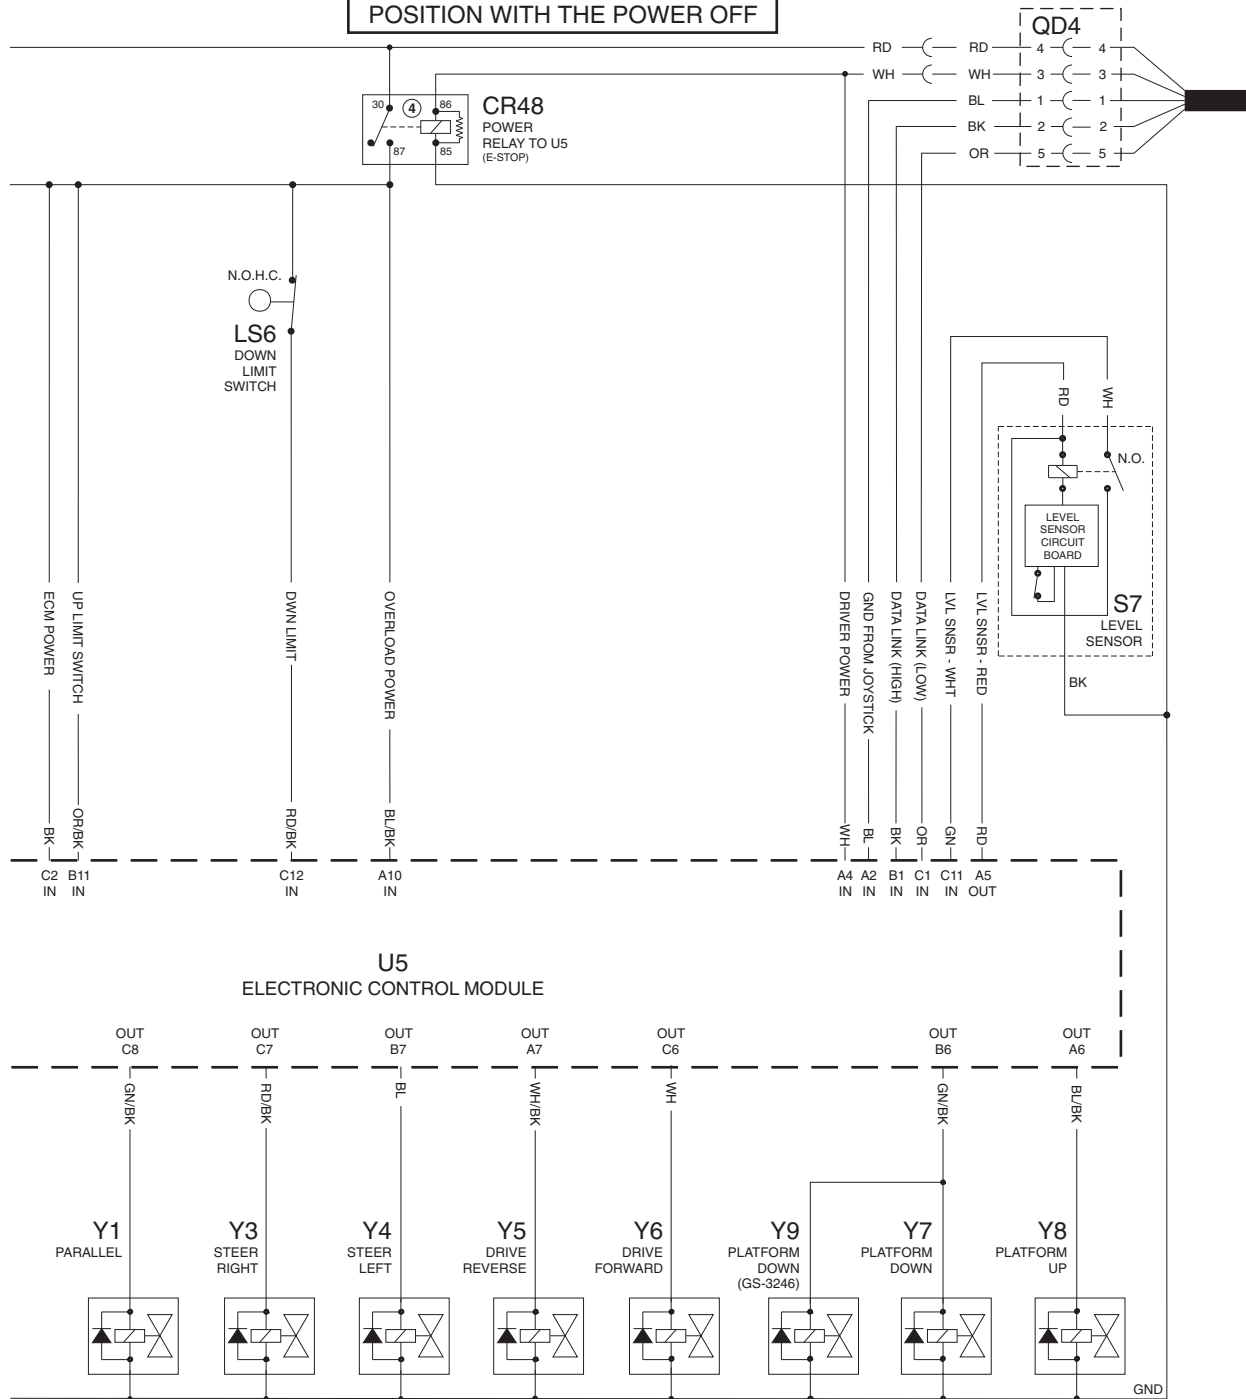 POSITION WITH THE POWER OFF
QD4
RD RD 4 4
WH WH 3 3
BL 1 1
BK 2 2
OR 5 5
30 4 86
87 85
CR48
POWER
RELAY TO U5
(E-STOP)
N.O.H.C.
LS6
DOWN
LIMIT
SWITCH
RD
WH
N.O.
LEVEL
SENSOR
CIRCUIT
BOARD
S7
LEVEL
SENSOR
BK
ECM POWER
UP LIMIT SWITCH
DWN LIMIT
OVERLOAD POWER
DRIVER POWER
GND FROM JOYSTICK
DATA LINK (HIGH)
DATA LINK (LOW)
LVL SNSR - WHT
LVL SNSR - RED
BK
OR/BK
RD/BK
BL/BK
WH
BL
BK
OR
GN
RD
C2 B11 C12 A10 A4 A2 B1 C1 C11 A5
IN IN IN IN IN IN IN IN IN OUT
U5
ELECTRONIC CONTROL MODULE
OUT OUT OUT OUT OUT OUT OUT
C8 C7 B7 A7 C6 B6 A6
GN/BK
RD/BK
BL
WH/BK
WH
GN/BK
BL/BK
Y1
PARALLEL
Y3
STEER
RIGHT
Y4
STEER
LEFT
Y5
DRIVE
REVERSE
Y6
DRIVE
FORWARD
Y9
PLATFORM
DOWN
(GS-3246)
Y7
PLATFORM
DOWN
Y8
PLATFORM
UP
GND